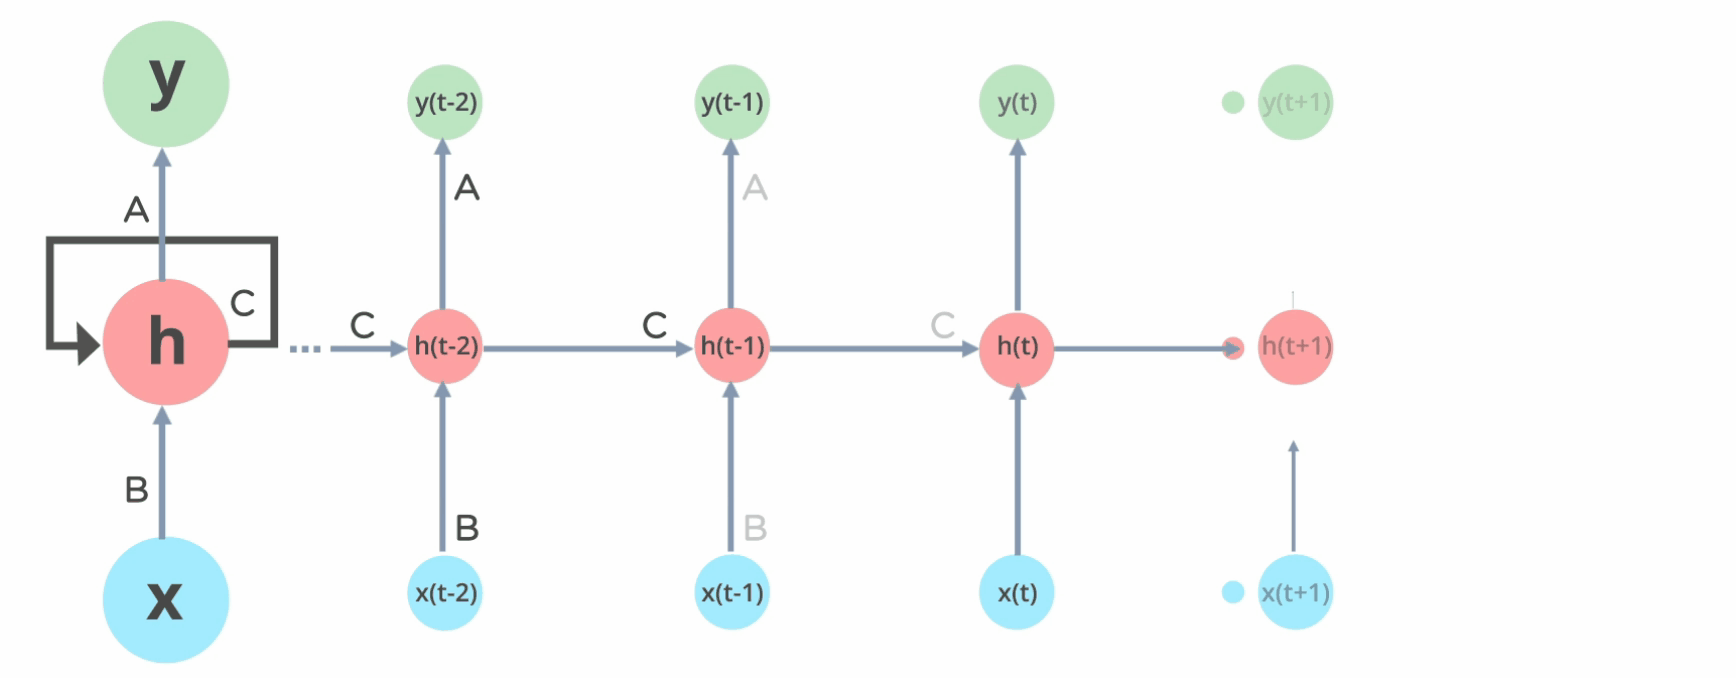 y
A
C
h
B
x
y(t-2)
y(t-1)
y(t)
y(t+1)
A
A
C
C
C
h(t-2)
h(t-1)
h(t)
h(t+1)
B
B
x(t-2)
x(t-1)
x(t)
x(t+1)